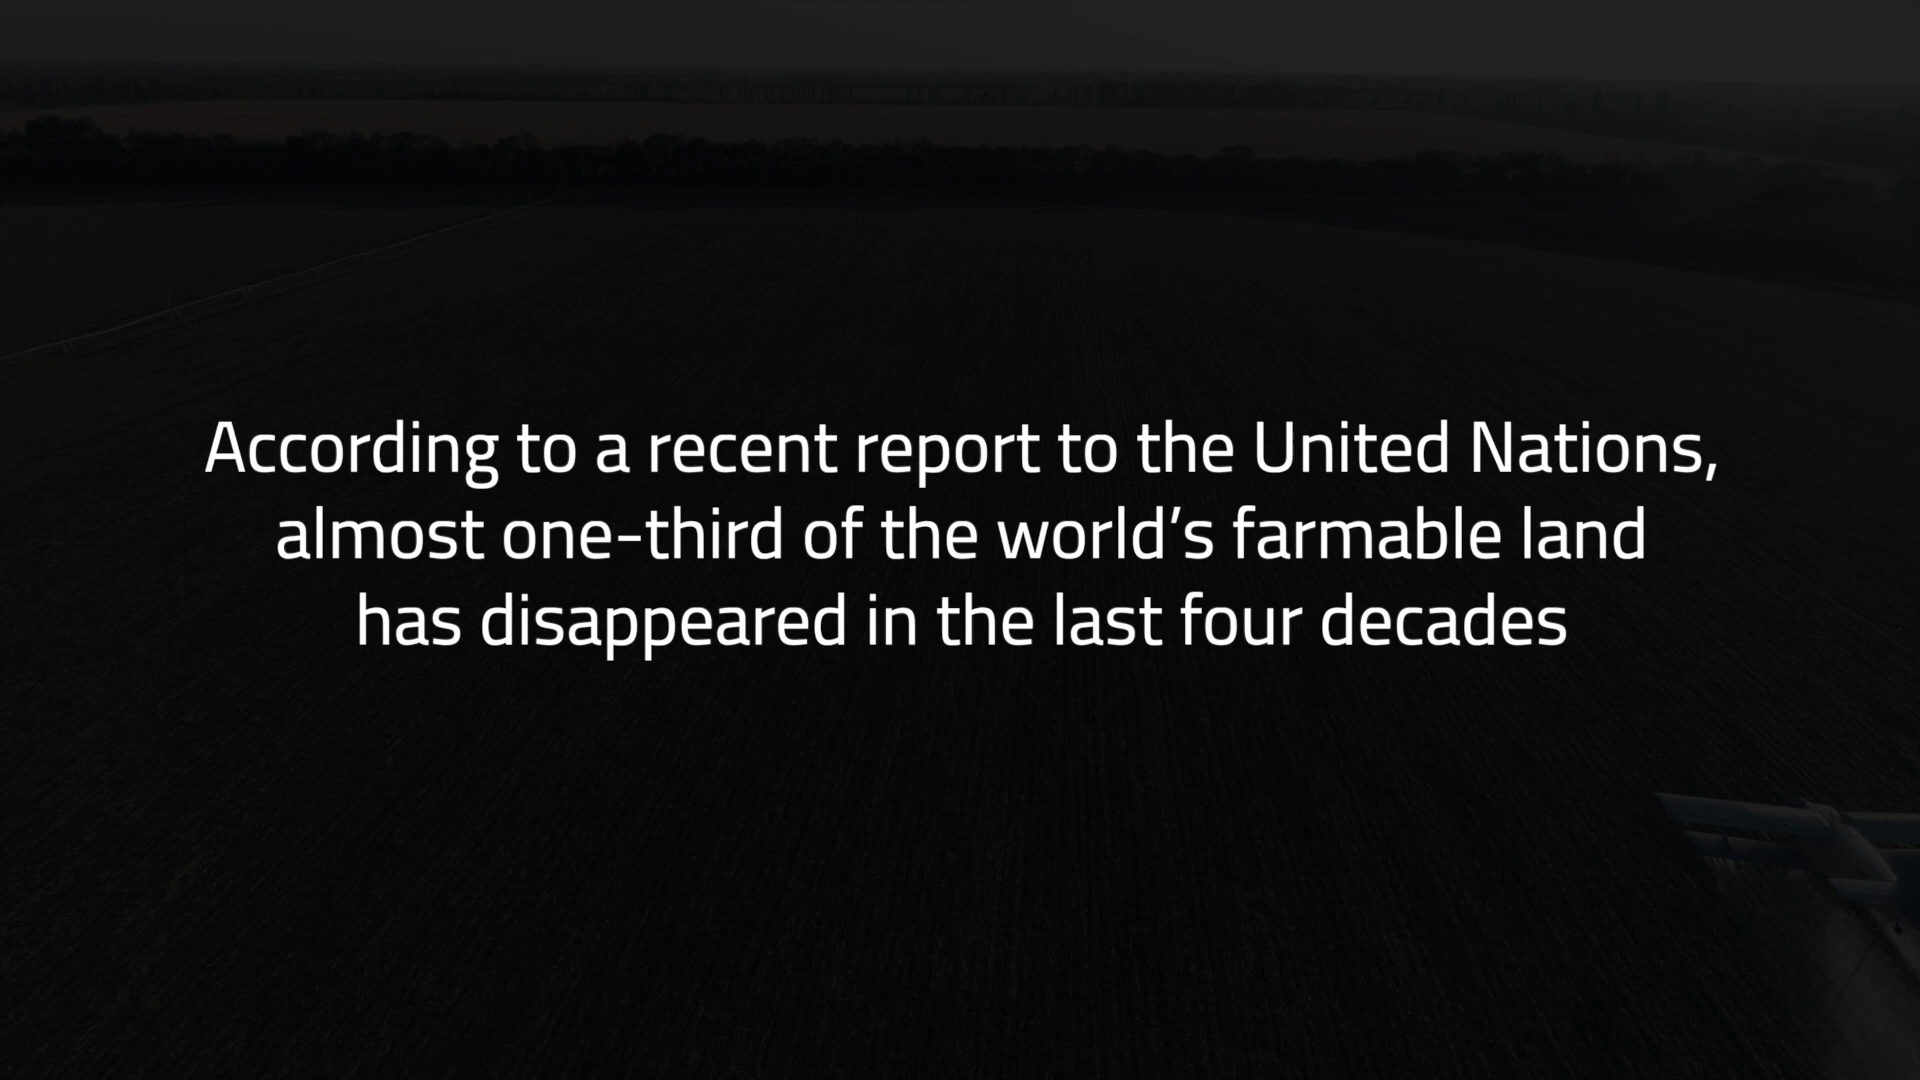 According to a recent report to the United Nations,
almost one-third of the world’s farmable land
has disappeared in the last four decades